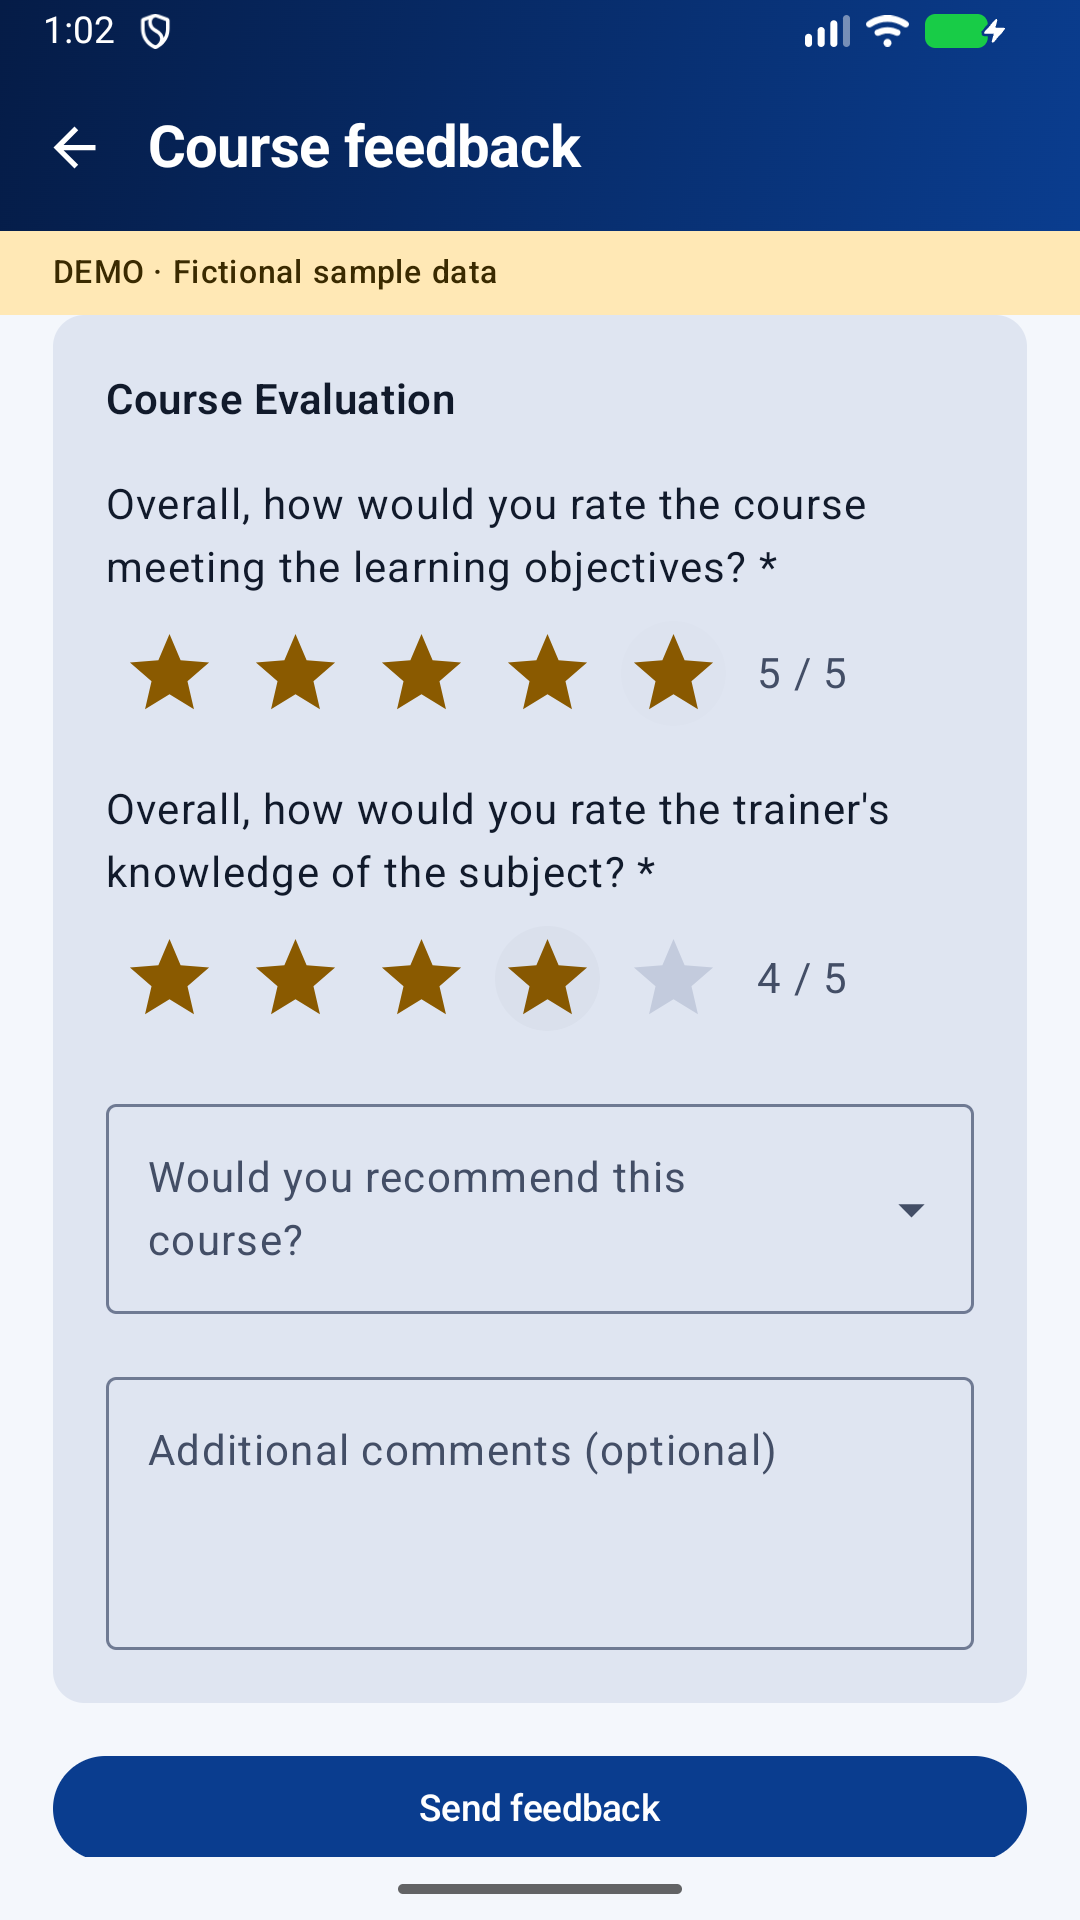 1:02
Course feedback
DEMO · Fictional sample data
Course Evaluation
Overall, how would you rate the course
meeting the learning objectives? *
5 / 5
Overall, how would you rate the trainer's
knowledge of the subject? *
4 / 5
Would you recommend this
course?
Additional comments (optional)
Send feedback